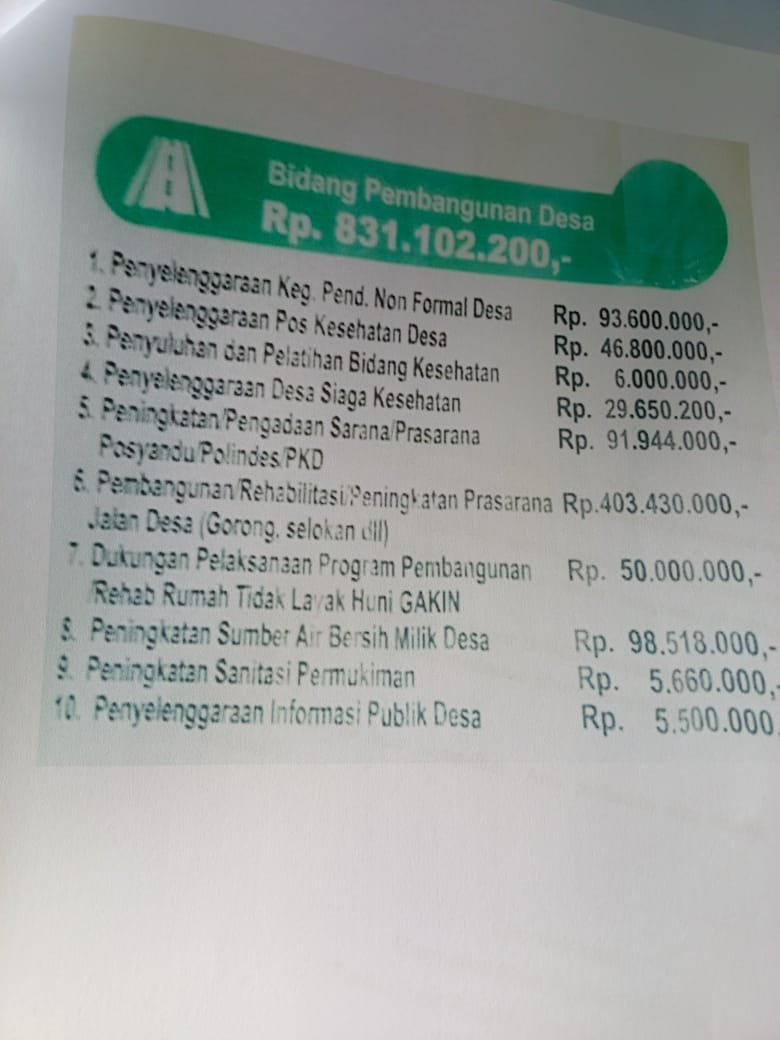 Bidang Pembangunan Desa
Rp. 831.102.200,-
1. Penyelenggaraan Keg. Pend. Non Formal Desa Rp. 93.600.000,-
2. Penyelenggaraan Pos Kesehatan Desa Rp. 46.800.000,-
3. Penyuluhan dan Pelatihan Bidang Kesehatan Rp. 6.000.000,-
4. Penyelenggaraan Desa Siaga Kesehatan Rp. 29.650.200,-
5. Peningkatan/Pengadaan Sarana/Prasarana Rp. 91.944.000,-
Posyandu/Polindes/PKD
6. Pembangunan/Rehabilitasi/Peningkatan Prasarana Rp.403.430.000,-
Jalan Desa (Gorong, selokan dll)
7. Dukungan Pelaksanaan Program Pembangunan Rp. 50.000.000,-
/Rehab Rumah Tidak Layak Huni GAKIN
8. Peningkatan Sumber Air Bersih Milik Desa Rp. 98.518.000,-
9. Peningkatan Sanitasi Permukiman Rp. 5.660.000,-
10. Penyelenggaraan Informasi Publik Desa Rp. 5.500.000,